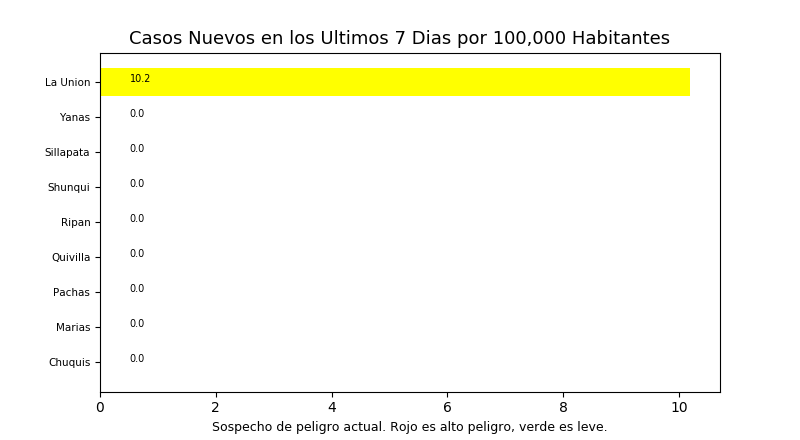 Casos Nuevos en los Ultimos 7 Dias por 100,000 Habitantes
La Union 10.2
Yanas 0.0
Sillapata 0.0
Shunqui 0.0
Ripan 0.0
Quivilla 0.0
Pachas 0.0
Marias 0.0
Chuquis 0.0
0 2 4 6 8 10
Sospecho de peligro actual. Rojo es alto peligro, verde es leve.